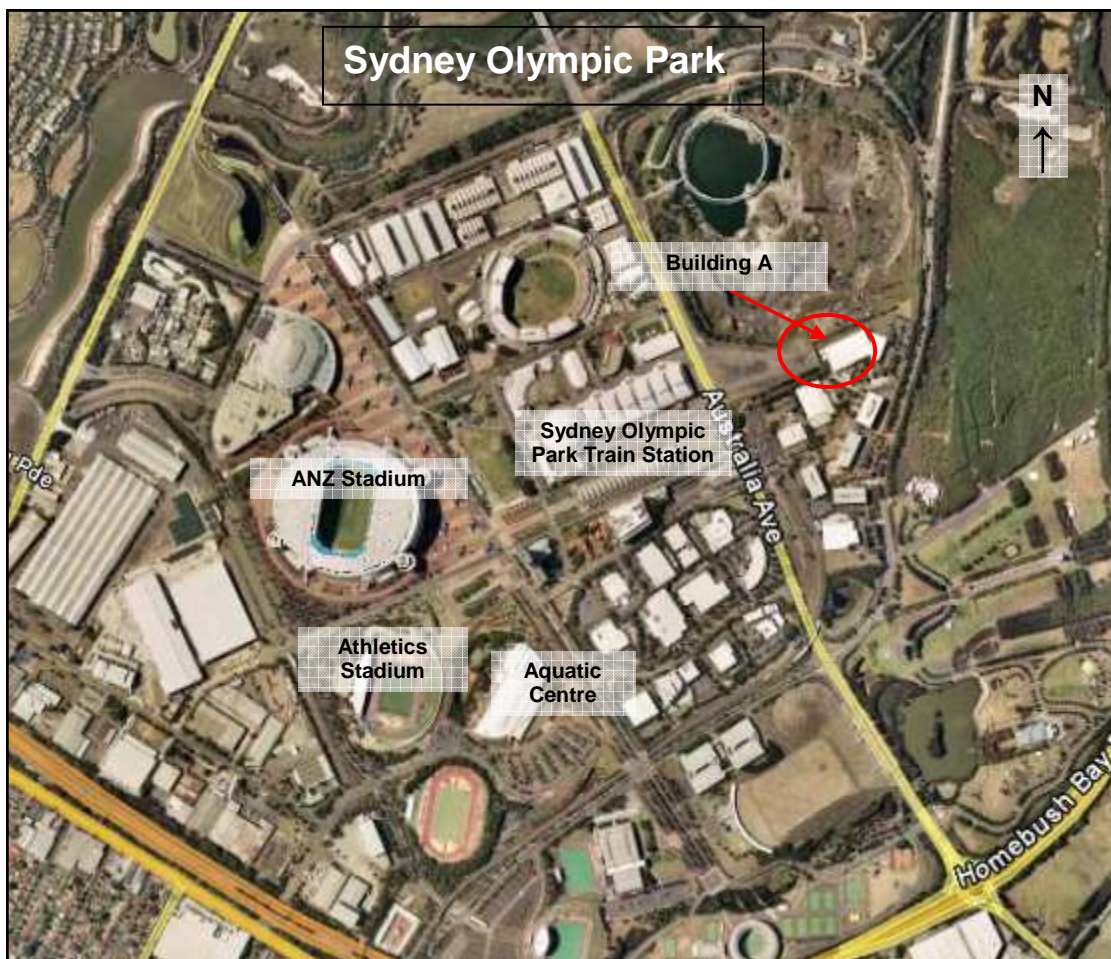 Sydney Olympic Park
N
Building A
Sydney Olympic
Park Train Station
Australia Ave
ANZ Stadium
Pde
Athletics
Stadium
Aquatic
Centre
Homebush Bay